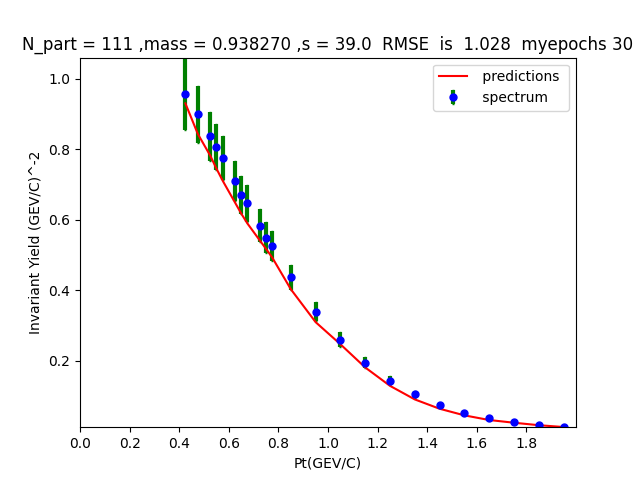 N_part = 111 ,mass = 0.938270 ,s = 39.0  RMSE  is  1.028  myepochs 30
predictions
spectrum
1.0
0.8
0.6
0.4
0.2
Invariant Yield (GEV/C)^-2
0.0 0.2 0.4 0.6 0.8 1.0 1.2 1.4 1.6 1.8
Pt(GEV/C)